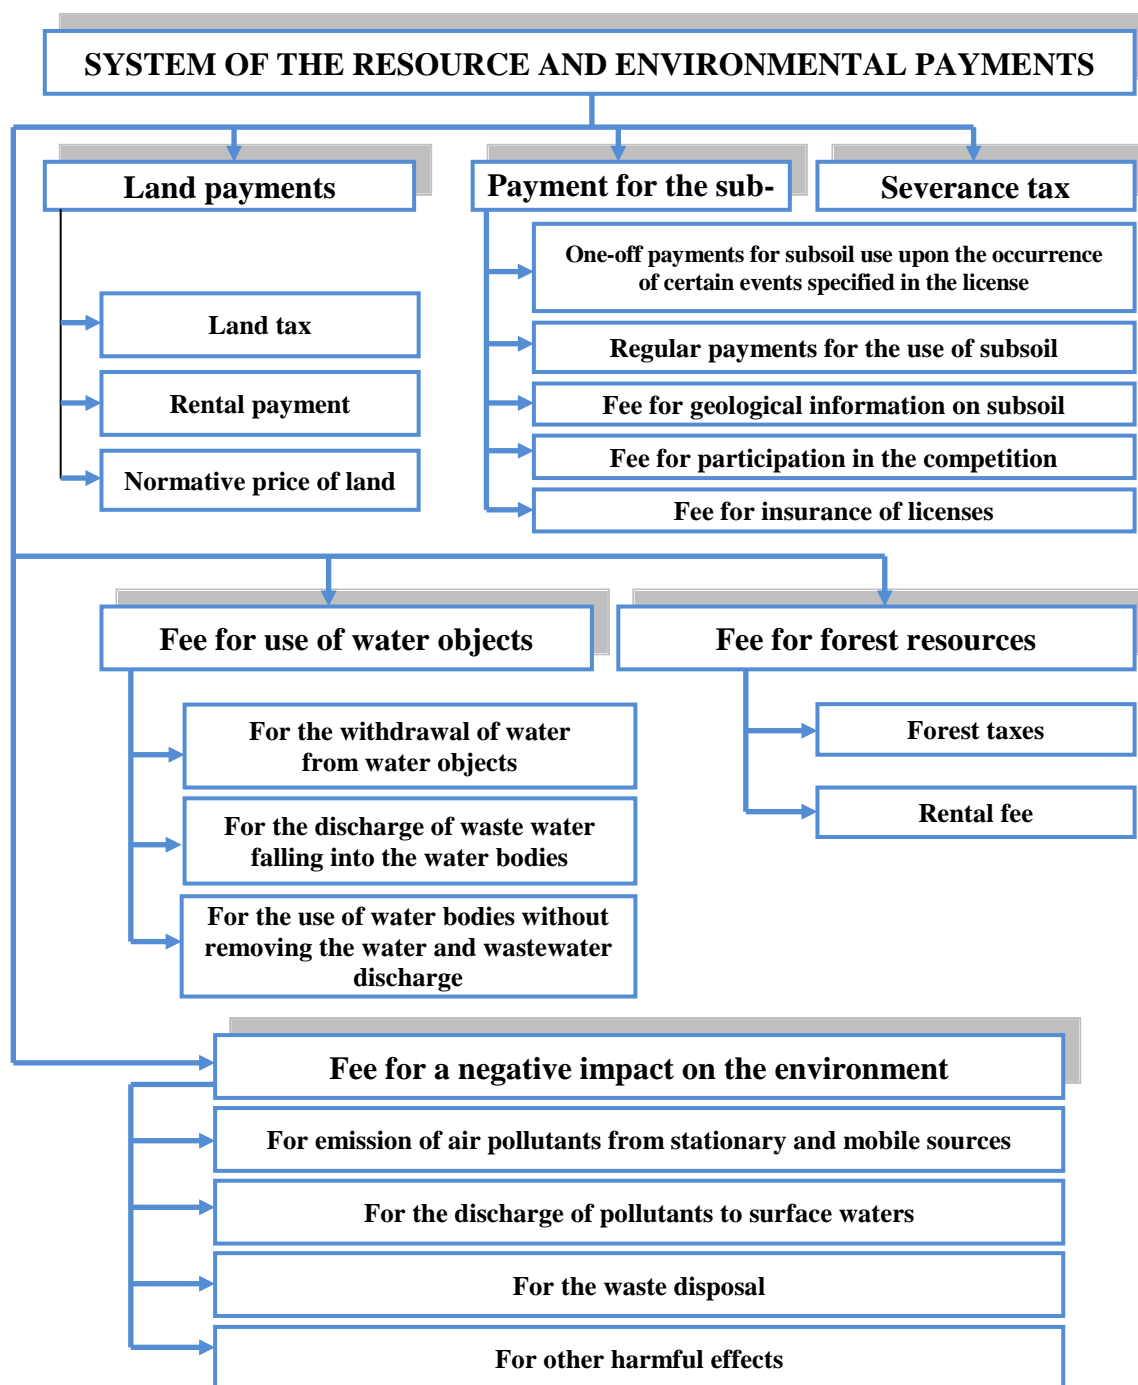 SYSTEM OF THE RESOURCE AND ENVIRONMENTAL PAYMENTS
Land payments
Payment for the sub-
Severance tax
One-off payments for subsoil use upon the occurrence
of certain events specified in the license
Regular payments for the use of subsoil
Fee for geological information on subsoil
Fee for participation in the competition
Fee for insurance of licenses
Land tax
Rental payment
Normative price of land
Fee for use of water objects
Fee for forest resources
For the withdrawal of water
from water objects
For the discharge of waste water
falling into the water bodies
For the use of water bodies without
removing the water and wastewater
discharge
Forest taxes
Rental fee
Fee for a negative impact on the environment
For emission of air pollutants from stationary and mobile sources
For the discharge of pollutants to surface waters
For the waste disposal
For other harmful effects